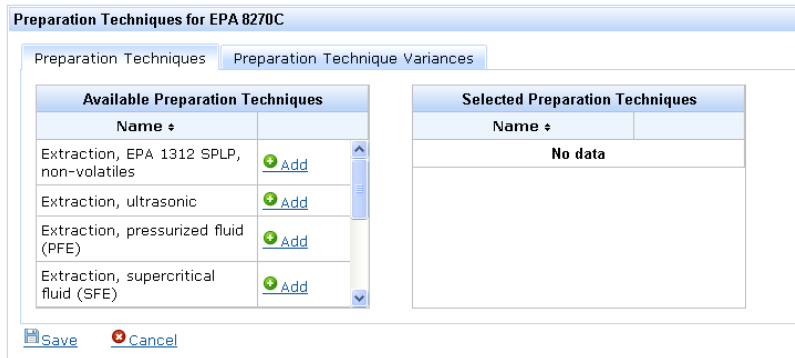 Preparation Techniques for EPA 8270C
Preparation Techniques Preparation Technique Variances
Available Preparation Techniques
Name
Extraction, EPA 1312 SPLP,
non-volatiles
Add
Extraction, ultrasonic
Add
Extraction, pressurized fluid
(PFE)
Add
Extraction, supercritical
fluid (SFE)
Add
Selected Preparation Techniques
Name
No data
Save Cancel